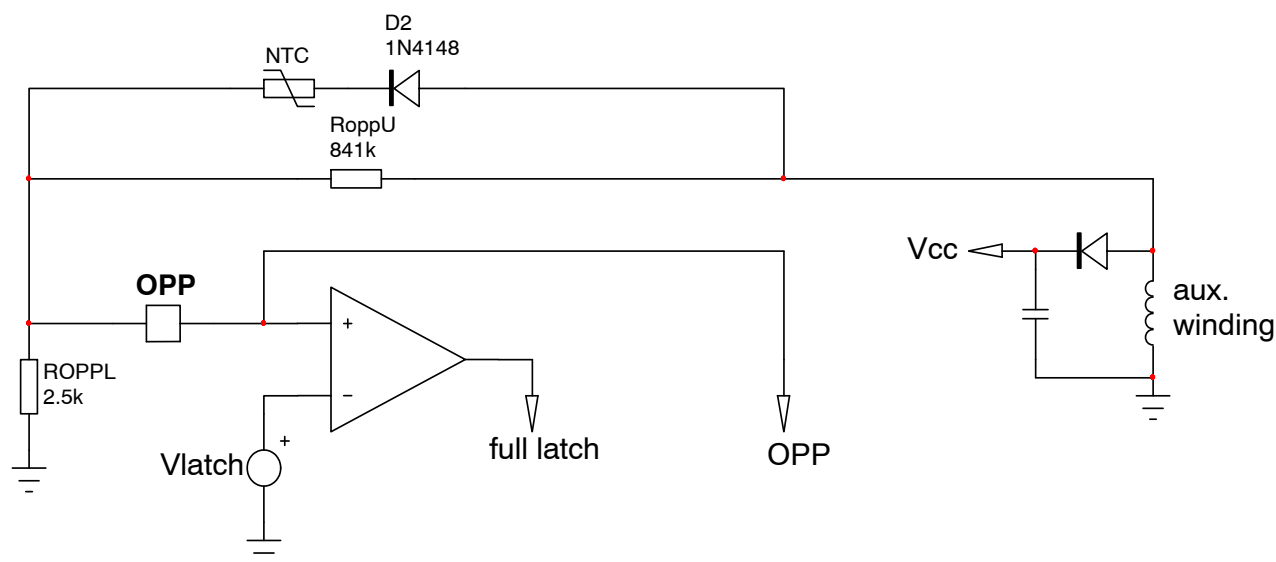 D2
1N4148
NTC
RoppU
841k
Vcc
OPP
aux.
winding
+
ROPPL
2.5k
−
+
full latch
OPP
Vlatch